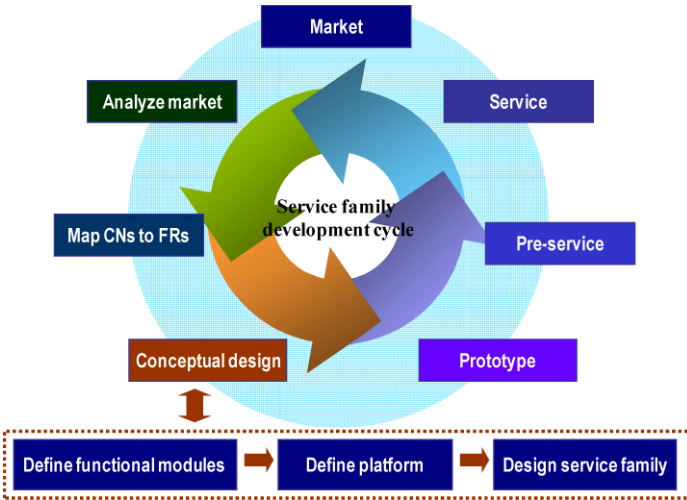 Market
Analyze market
Service
Service family
development cycle
Map CNs to FRs
Pre-service
Conceptual design
Prototype
Define functional modules
Define platform
Design service family